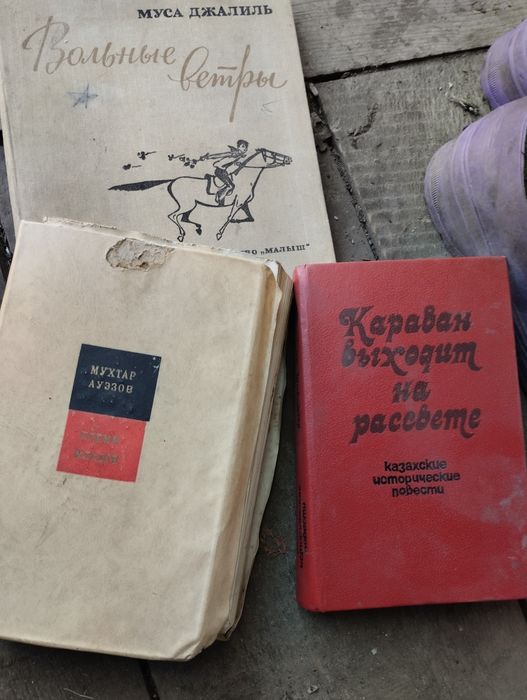 МУСА ДЖАЛИЛЬ
Вольные
ветры
"МАЛЫШ"
МУХТАР
АУЭЗОВ
Караван
выходит
на
рассвете
казахские
исторические
повести